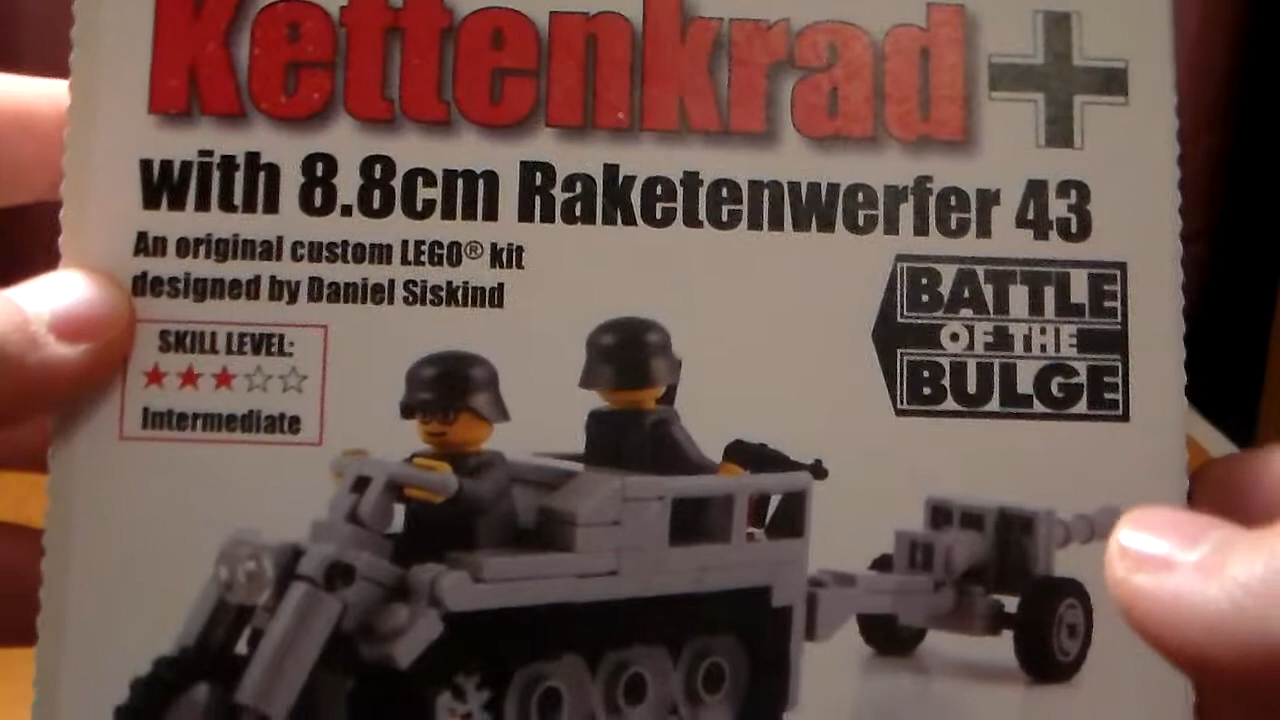 Kettenkrad
with 8.8cm Raketenwerfer 43
An original custom LEGO® kit
designed by Daniel Siskind
SKILL LEVEL:
Intermediate
BATTLE
OF THE
BULGE